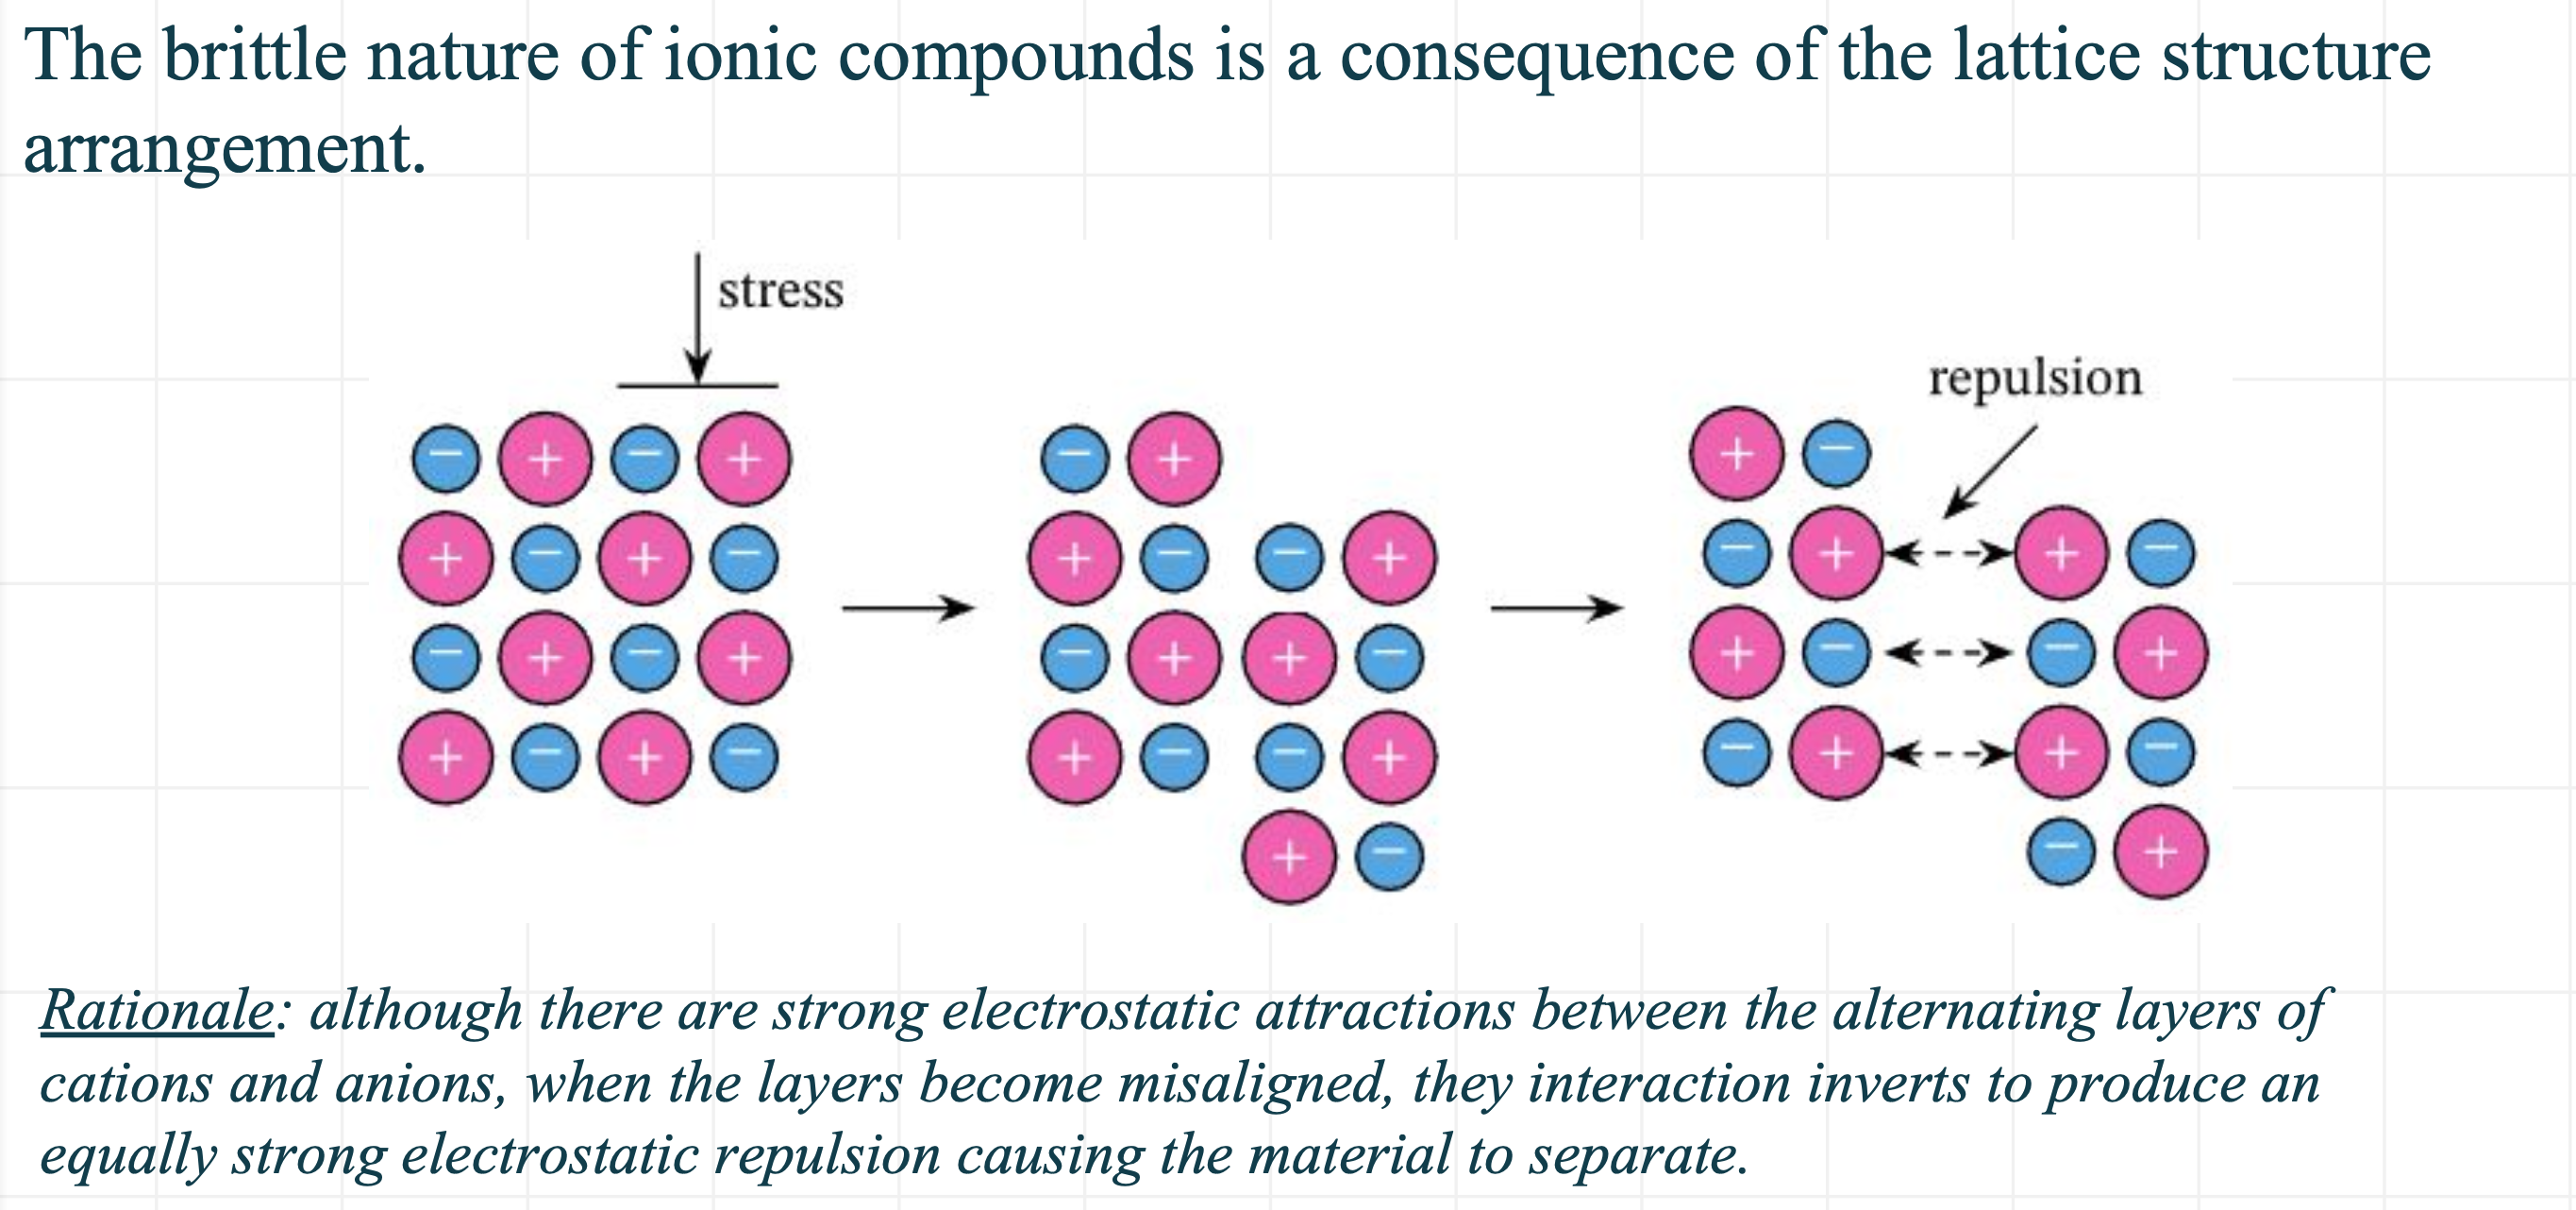 The brittle nature of ionic compounds is a consequence of the lattice structure
arrangement.
stress
repulsion
− + − +
− +
+ −
+ − + −
+ − − +
− + + −
− + − +
− + + −
+ − − +
+ − + −
+ − − +
− + + −
+ −
− +
Rationale: although there are strong electrostatic attractions between the alternating layers of
cations and anions, when the layers become misaligned, they interaction inverts to produce an
equally strong electrostatic repulsion causing the material to separate.